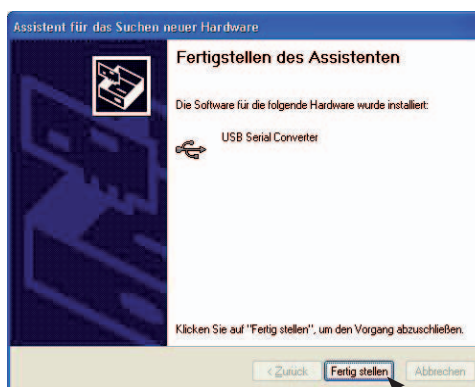 Assistent für das Suchen neuer Hardware
Fertigstellen des Assistenten
Die Software für die folgende Hardware wurde installiert:
USB Serial Converter
Klicken Sie auf "Fertig stellen", um den Vorgang abzuschließen.
< Zurück Fertig stellen Abbrechen